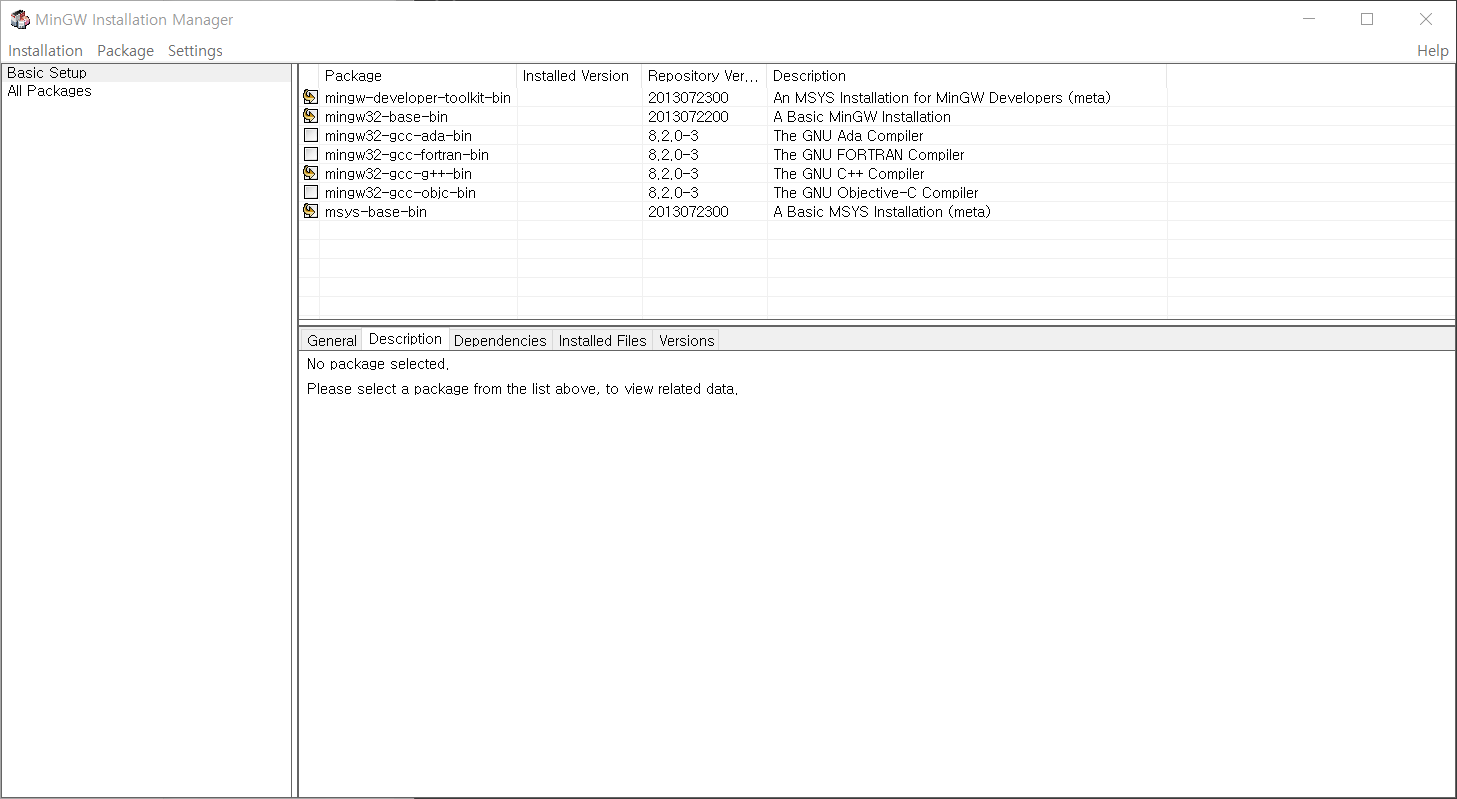 MinGW Installation Manager
Installation Package Settings Help
Basic Setup
All Packages
Package Installed Version Repository Ver... Description
mingw-developer-toolkit-bin 2013072300 An MSYS Installation for MinGW Developers (meta)
mingw32-base-bin 2013072200 A Basic MinGW Installation
mingw32-gcc-ada-bin 8.2.0-3 The GNU Ada Compiler
mingw32-gcc-fortran-bin 8.2.0-3 The GNU FORTRAN Compiler
mingw32-gcc-g++-bin 8.2.0-3 The GNU C++ Compiler
mingw32-gcc-objc-bin 8.2.0-3 The GNU Objective-C Compiler
msys-base-bin 2013072300 A Basic MSYS Installation (meta)
General Description Dependencies Installed Files Versions
No package selected.
Please select a package from the list above, to view related data.